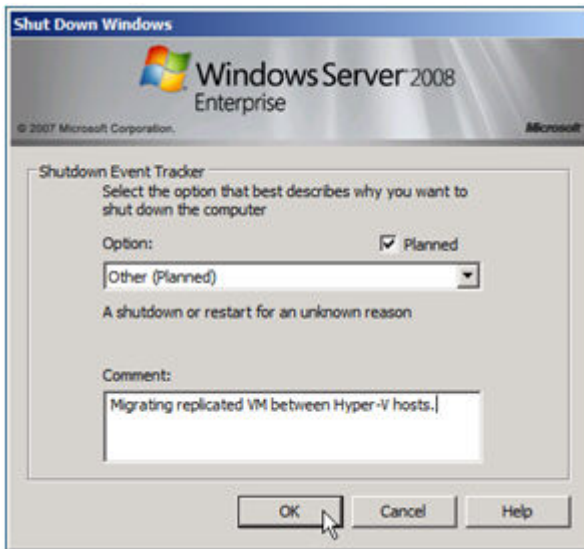 Shut Down Windows
Windows Server 2008
Enterprise
© 2007 Microsoft Corporation.
Microsoft
Shutdown Event Tracker
Select the option that best describes why you want to
shut down the computer
Option:
Planned
Other (Planned)
A shutdown or restart for an unknown reason
Comment:
Migrating replicated VM between Hyper-V hosts.
OK
Cancel
Help